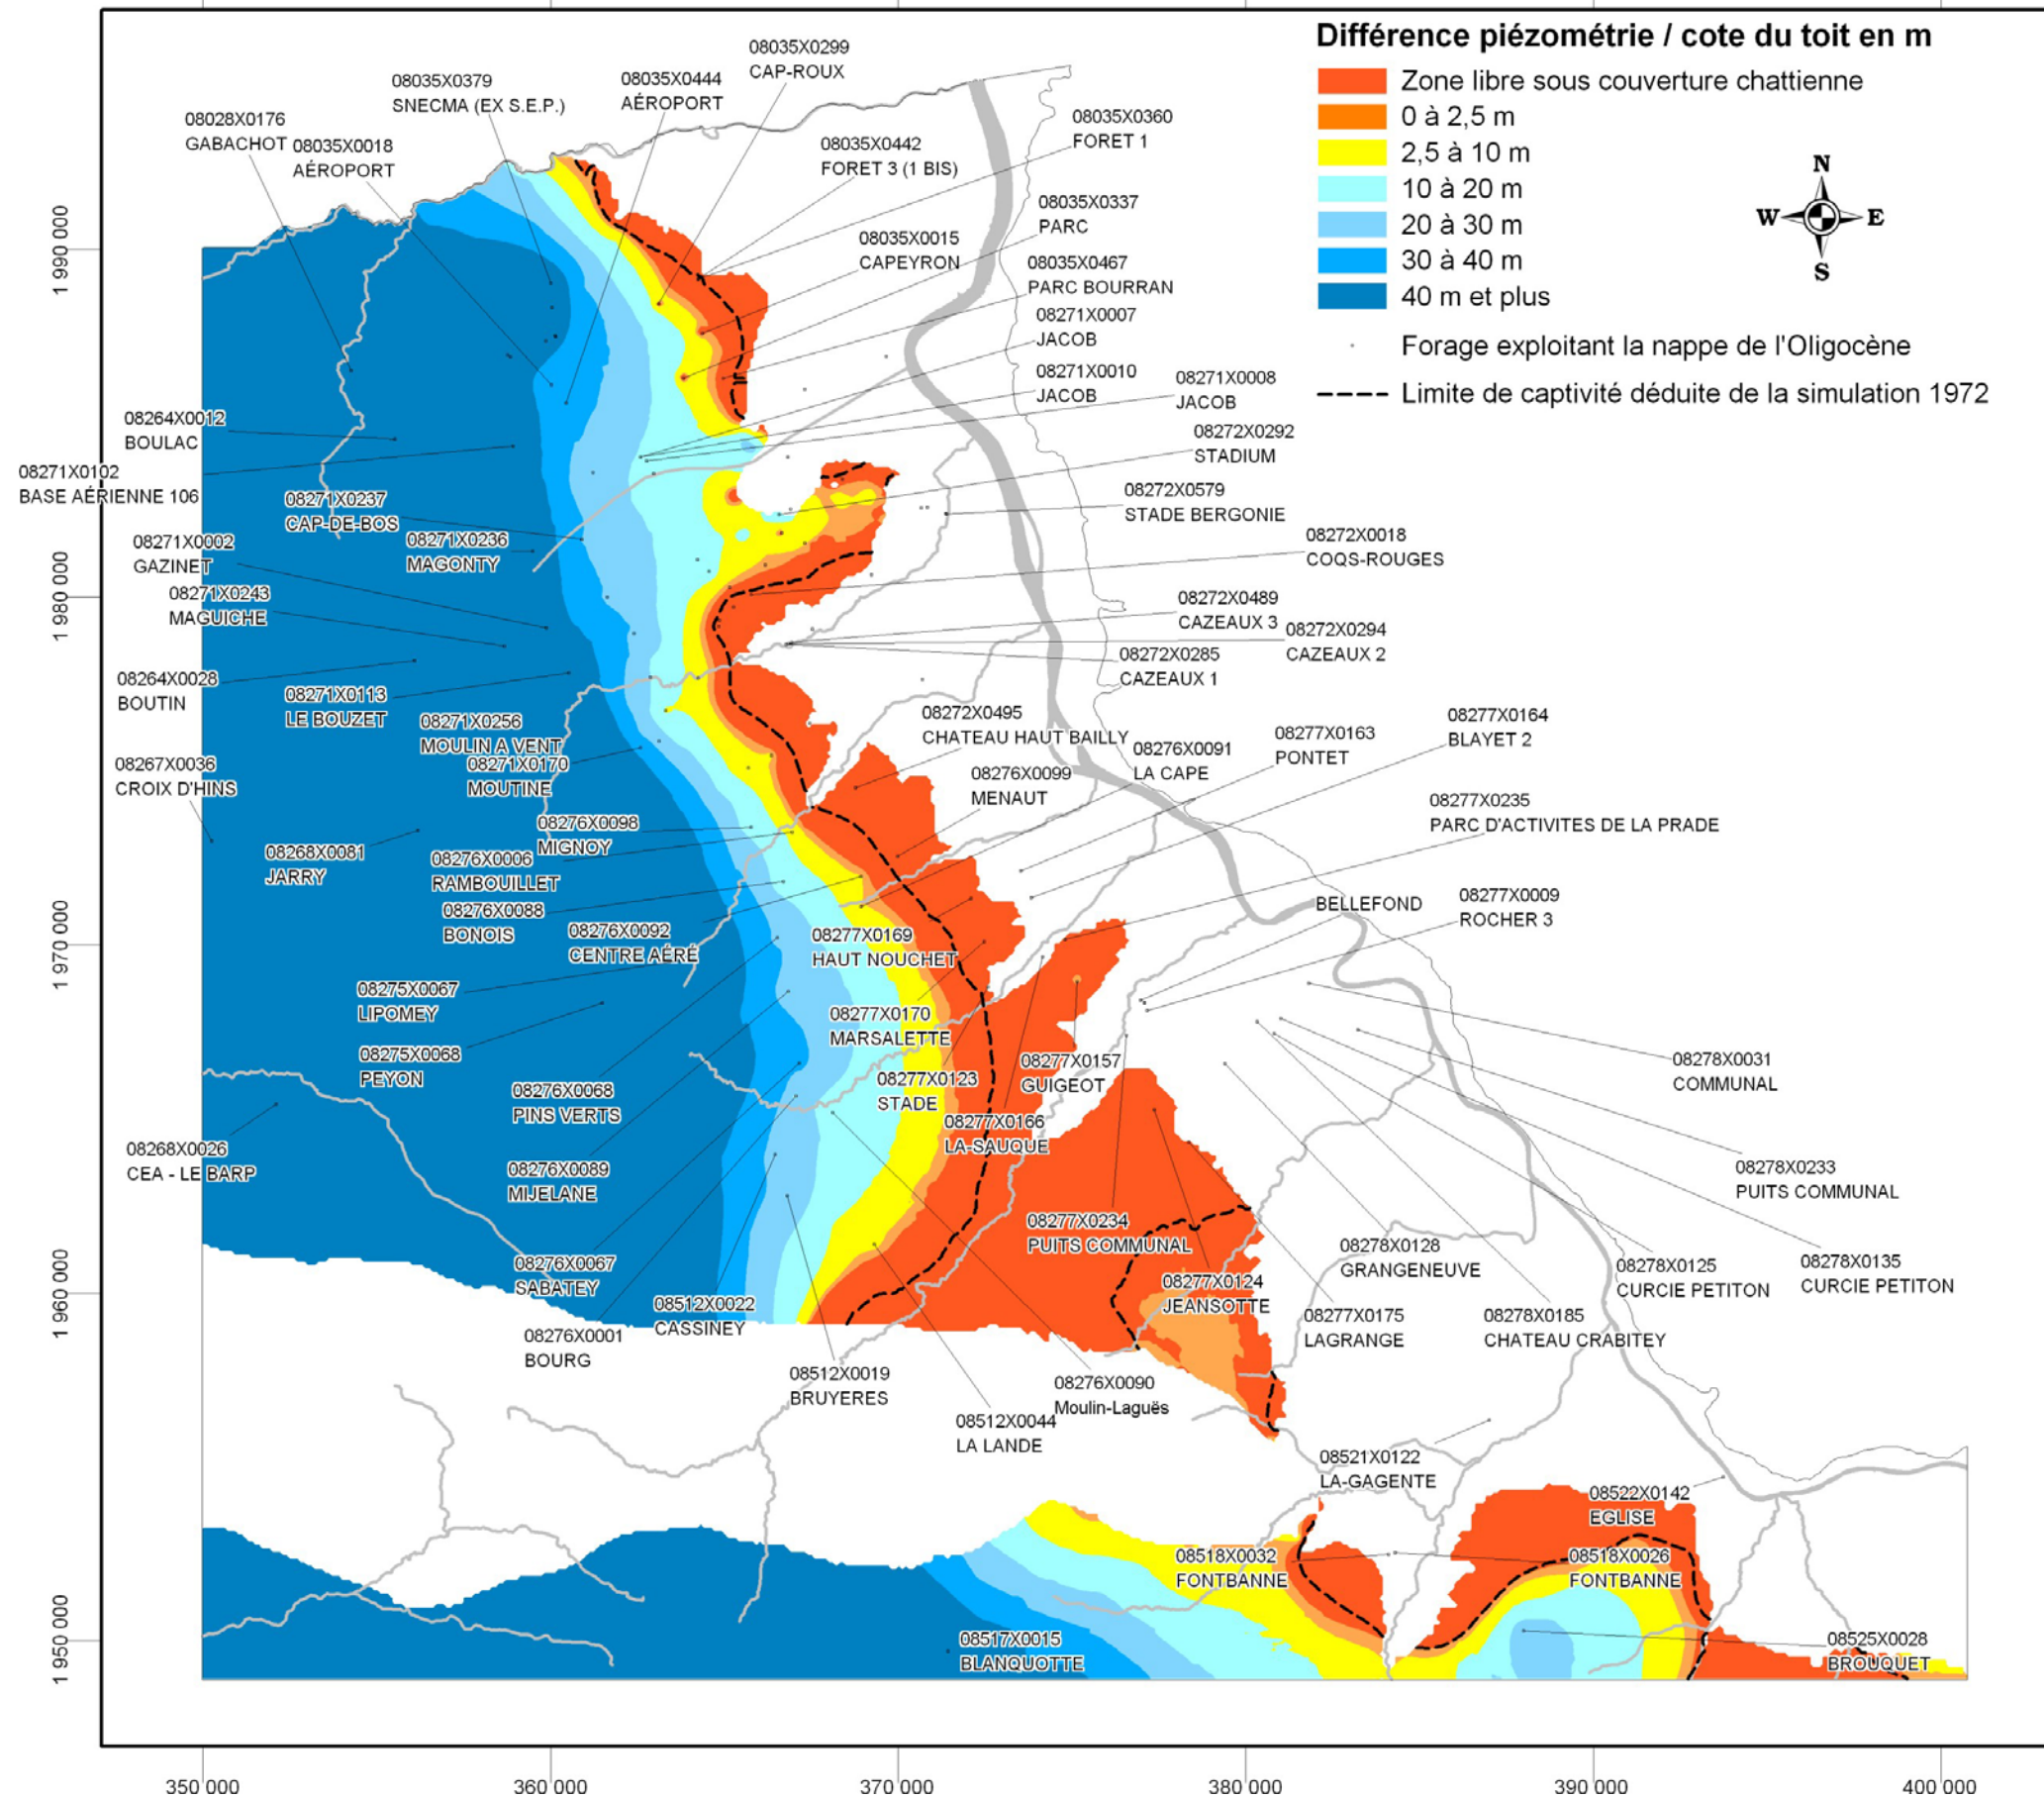 Différence piézométrie / cote du toit en m
Zone libre sous couverture chattienne
0 à 2,5 m
2,5 à 10 m
10 à 20 m
20 à 30 m
30 à 40 m
40 m et plus
Forage exploitant la nappe de l'Oligocène
Limite de captivité déduite de la simulation 1972
N
W
E
S
08035X0299
CAP-ROUX
08035X0379
SNECMA (EX S.E.P.)
08035X0444
AÉROPORT
08028X0176
GABACHOT
08035X0018
AÉROPORT
08035X0360
FORET 1
08035X0442
FORET 3 (1 BIS)
08035X0337
PARC
08035X0015
CAPEYRON
08035X0467
PARC BOURRAN
08271X0007
JACOB
08271X0010
JACOB
08271X0008
JACOB
08264X0012
BOULAC
08272X0292
STADIUM
08271X0102
BASE AÉRIENNE 106
08271X0237
CAP-DE-BOS
08272X0579
STADE BERGONIE
08271X0002
GAZINET
08271X0236
MAGONTY
08272X0018
COQS-ROUGES
08271X0243
MAGUICHE
08272X0489
CAZEAUX 3
08272X0294
CAZEAUX 2
08272X0285
CAZEAUX 1
08264X0028
BOUTIN
08271X0113
LE BOUZET
08271X0256
MOULIN A VENT
08271X0170
MOUTINE
08272X0495
CHATEAU HAUT BAILLY
08277X0164
BLAYET 2
08277X0163
PONTET
08276X0091
LA CAPE
08267X0036
CROIX D'HINS
08276X0099
MENAUT
08277X0235
PARC D'ACTIVITES DE LA PRADE
08276X0098
MIGNOY
08268X0081
JARRY
08276X0006
RAMBOUILLET
08276X0088
BONOIS
08276X0092
CENTRE AÉRÉ
08277X0169
HAUT NOUCHET
BELLEFOND
08277X0009
ROCHER 3
08275X0067
LIPOMEY
08277X0170
MARSALETTE
08275X0068
PEYON
08277X0157
GUIGEOT
08278X0031
COMMUNAL
08276X0068
PINS VERTS
08277X0123
STADE
08277X0166
LA-SAUQUE
08268X0026
CEA - LE BARP
08276X0089
MIJELANE
08278X0233
PUITS COMMUNAL
08277X0234
PUITS COMMUNAL
08276X0067
SABATEY
08277X0124
JEANSOTTE
08278X0128
GRANGENEUVE
08278X0125
CURCIE PETITON
08278X0135
CURCIE PETITON
08512X0022
CASSINEY
08276X0001
BOURG
08277X0175
LAGRANGE
08278X0185
CHATEAU CRABITEY
08512X0019
BRUYERES
08276X0090
Moulin-Laguës
08512X0044
LA LANDE
08521X0122
LA-GAGENTE
08522X0142
EGLISE
08518X0032
FONTBANNE
08518X0026
FONTBANNE
08517X0015
BLANQUOTTE
08525X0028
BROUQUET
1 990 000
1 980 000
1 970 000
1 960 000
1 950 000
350 000
360 000
370 000
380 000
390 000
400 000